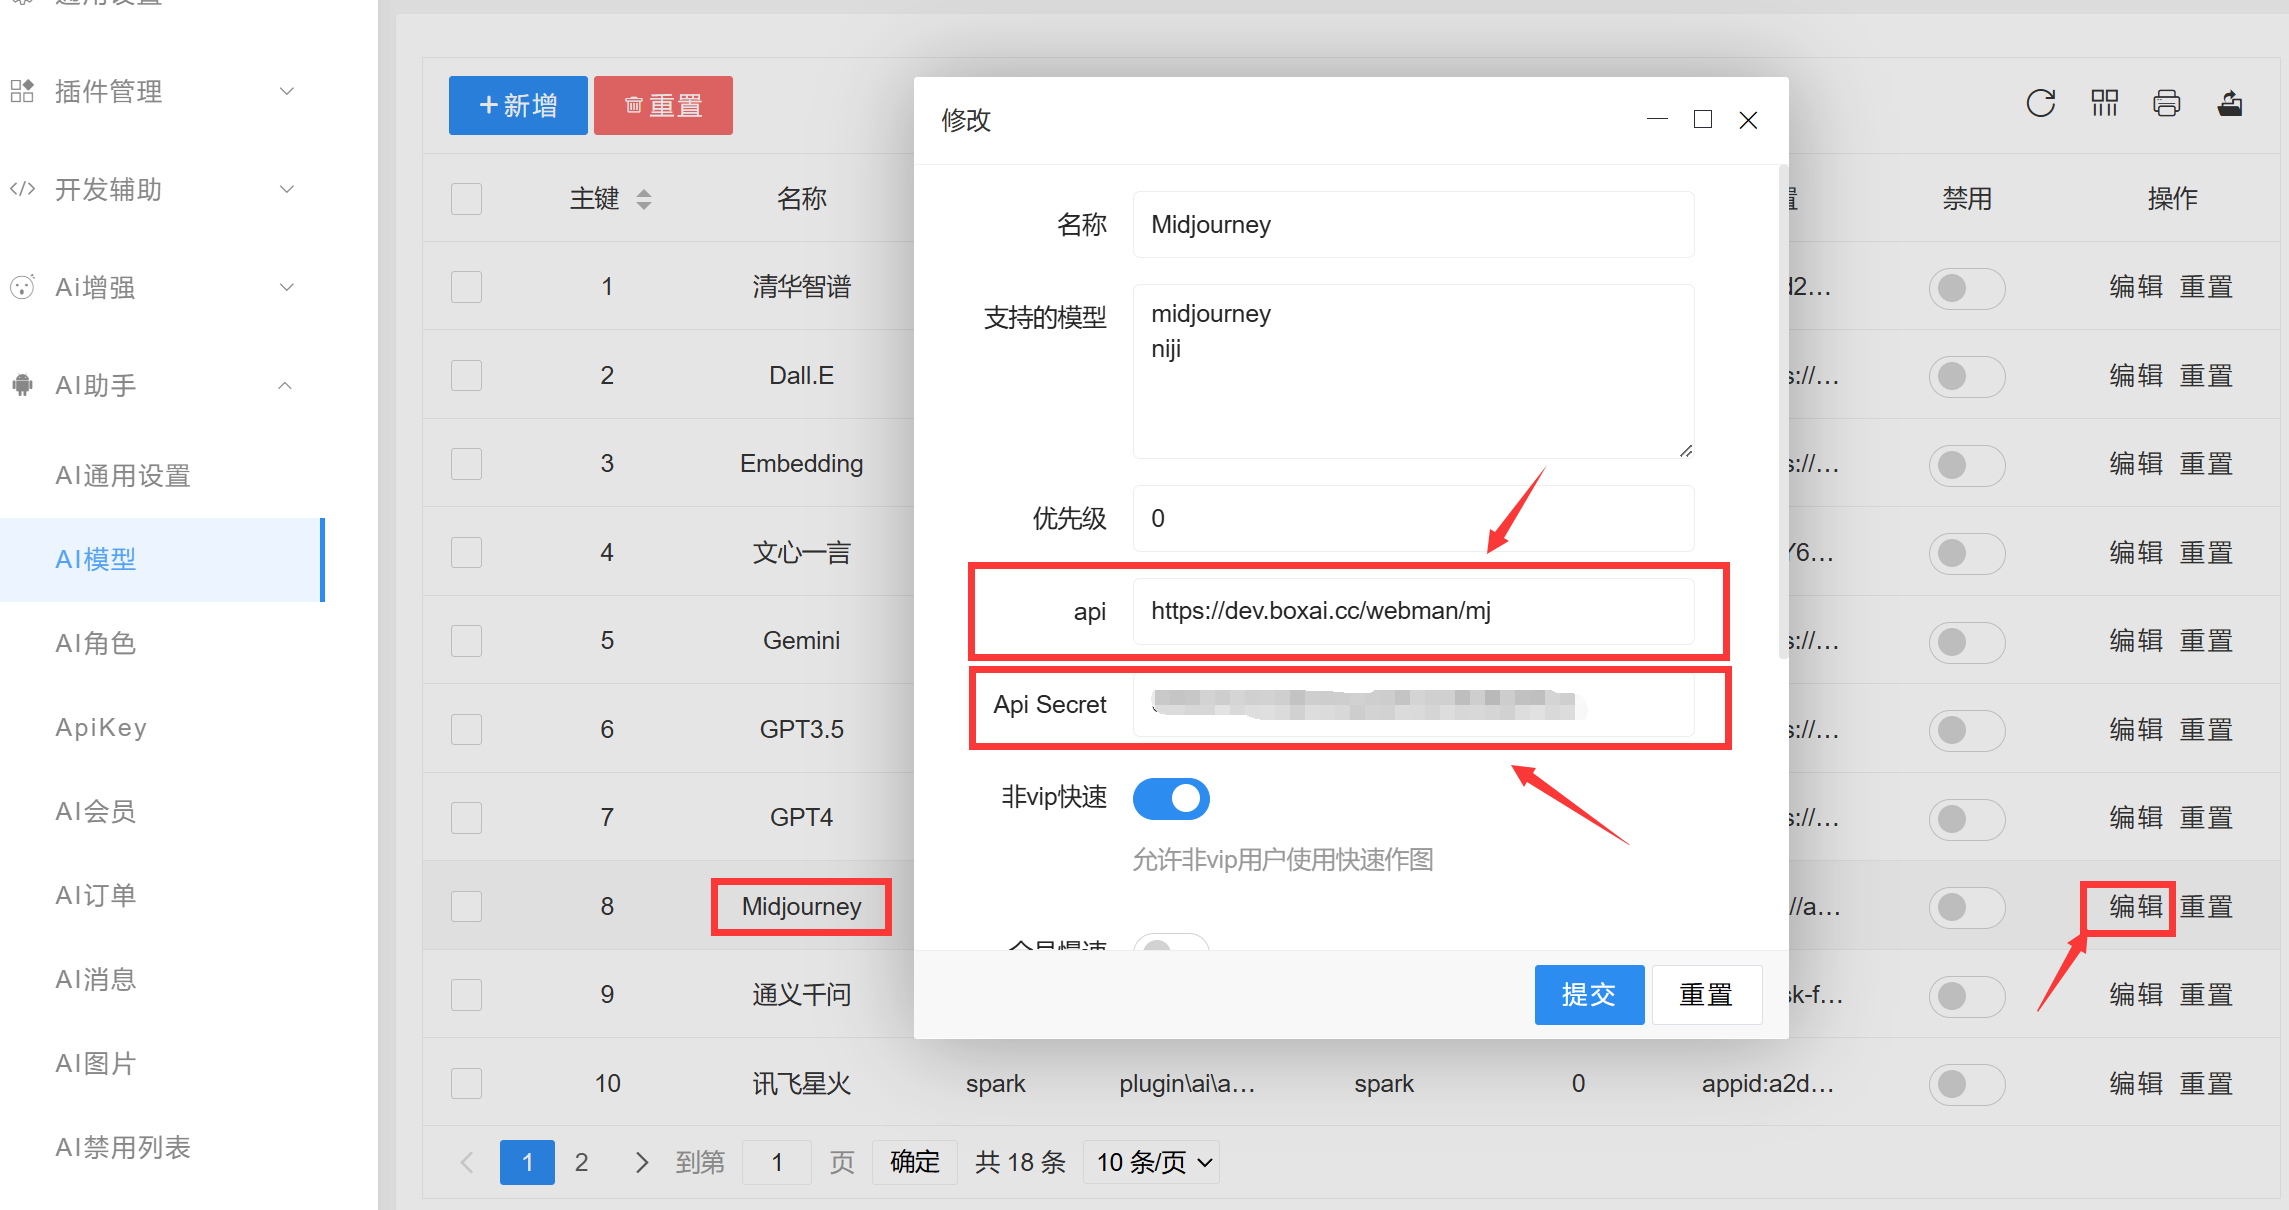 通用设置
插件管理
开发辅助
Ai增强
AI助手
AI通用设置
AI模型
AI角色
ApiKey
AI会员
AI订单
AI消息
AI图片
AI禁用列表
新增
重置
主键
名称
置
禁用
操作
1
清华智谱
d2...
编辑 重置
2
Dall.E
s://...
编辑 重置
3
Embedding
s://...
编辑 重置
4
文心一言
Y6...
编辑 重置
5
Gemini
s://...
编辑 重置
6
GPT3.5
s://...
编辑 重置
7
GPT4
s://...
编辑 重置
8
Midjourney
//a...
编辑 重置
9
通义千问
sk-f...
编辑 重置
10
讯飞星火
spark
plugin\ai\a...
spark
0
appid:a2d...
编辑 重置
1
2
到第
1
页
确定
共 18 条
10 条/页
修改
名称
Midjourney
支持的模型
midjourney
niji
优先级
0
api
https://dev.boxai.cc/webman/mj
Api Secret
非vip快速
允许非vip用户使用快速作图
全局慢速
提交
重置